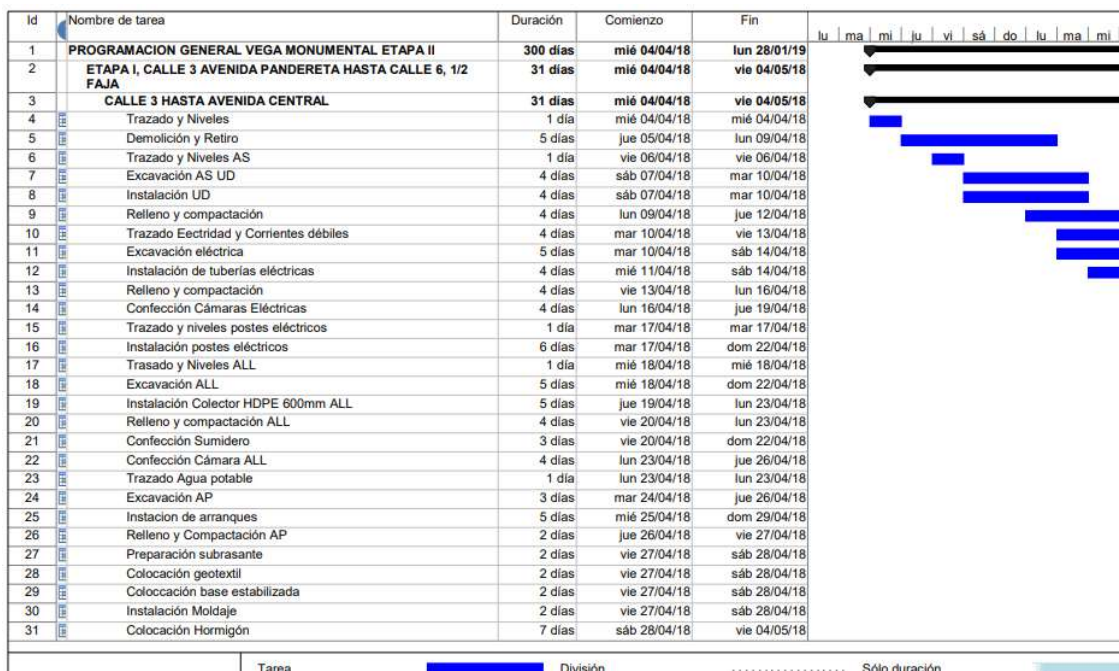 Id Nombre de tarea Duración Comienzo Fin
lu ma mi ju vi sá do lu ma mi
1 PROGRAMACION GENERAL VEGA MONUMENTAL ETAPA II 300 días mié 04/04/18 lun 28/01/19
2 ETAPA I, CALLE 3 AVENIDA PANDERETA HASTA CALLE 6, 1/2 31 días mié 04/04/18 vie 04/05/18
FAJA
3 CALLE 3 HASTA AVENIDA CENTRAL 31 días mié 04/04/18 vie 04/05/18
4 Trazado y Niveles 1 día mié 04/04/18 mié 04/04/18
5 Demolición y Retiro 5 días jue 05/04/18 lun 09/04/18
6 Trazado y Niveles AS 1 día vie 06/04/18 vie 06/04/18
7 Excavación AS UD 4 días sáb 07/04/18 mar 10/04/18
8 Instalación UD 4 días sáb 07/04/18 mar 10/04/18
9 Relleno y compactación 4 días lun 09/04/18 jue 12/04/18
10 Trazado Eectridad y Corrientes débiles 4 días mar 10/04/18 vie 13/04/18
11 Excavación eléctrica 5 días mar 10/04/18 sáb 14/04/18
12 Instalación de tuberías eléctricas 4 días mié 11/04/18 sáb 14/04/18
13 Relleno y compactación 4 días vie 13/04/18 lun 16/04/18
14 Confección Cámaras Eléctricas 4 días lun 16/04/18 jue 19/04/18
15 Trazado y niveles postes eléctricos 1 día mar 17/04/18 mar 17/04/18
16 Instalación postes eléctricos 6 días mar 17/04/18 dom 22/04/18
17 Trasado y Niveles ALL 1 día mié 18/04/18 mié 18/04/18
18 Excavación ALL 5 días mié 18/04/18 dom 22/04/18
19 Instalación Colector HDPE 600mm ALL 5 días jue 19/04/18 lun 23/04/18
20 Relleno y compactación ALL 4 días vie 20/04/18 lun 23/04/18
21 Confección Sumidero 3 días vie 20/04/18 dom 22/04/18
22 Confección Cámara ALL 4 días lun 23/04/18 jue 26/04/18
23 Trazado Agua potable 1 día lun 23/04/18 lun 23/04/18
24 Excavación AP 3 días mar 24/04/18 jue 26/04/18
25 Instacion de arranques 5 días mié 25/04/18 dom 29/04/18
26 Relleno y Compactación AP 2 días jue 26/04/18 vie 27/04/18
27 Preparación subrasante 2 días vie 27/04/18 sáb 28/04/18
28 Colocación geotextil 2 días vie 27/04/18 sáb 28/04/18
29 Coloccación base estabilizada 2 días vie 27/04/18 sáb 28/04/18
30 Instalación Moldaje 2 días vie 27/04/18 sáb 28/04/18
31 Colocación Hormigón 7 días sáb 28/04/18 vie 04/05/18
Tarea División Sólo duración